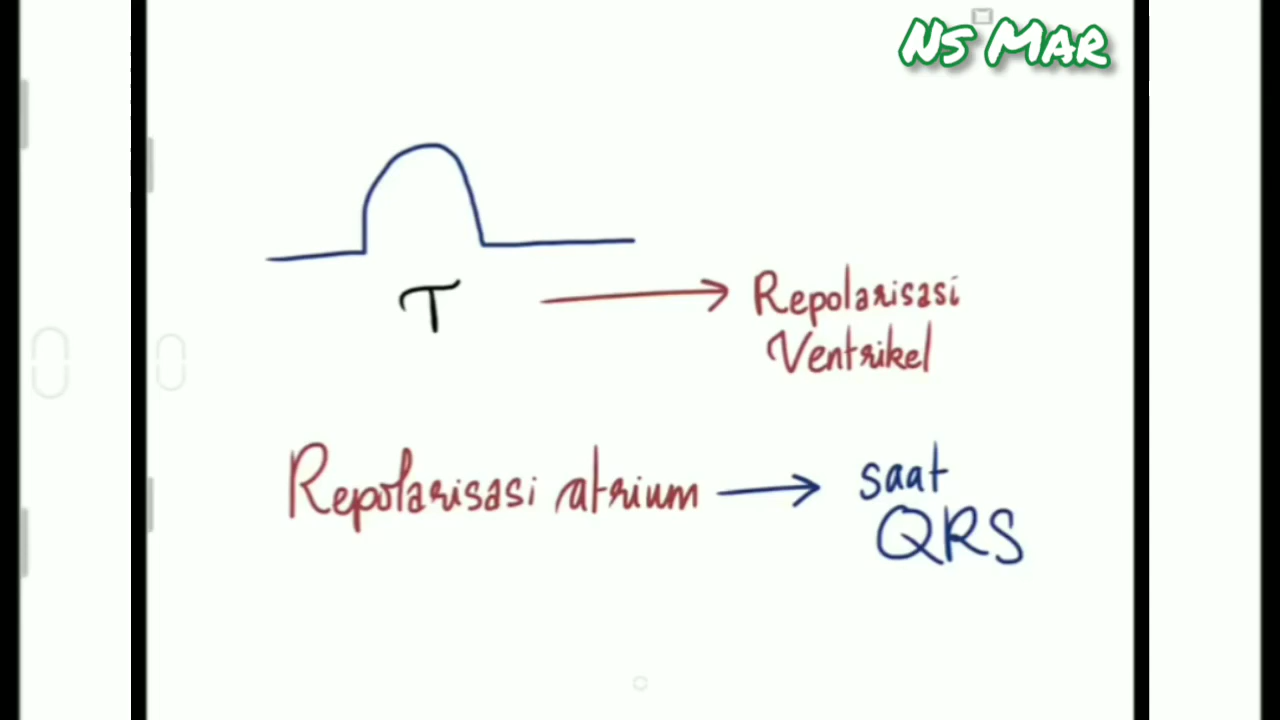 Ns Mar
T
Repolarisasi
Ventrikel
Repolarisasi atrium
saat
QRS